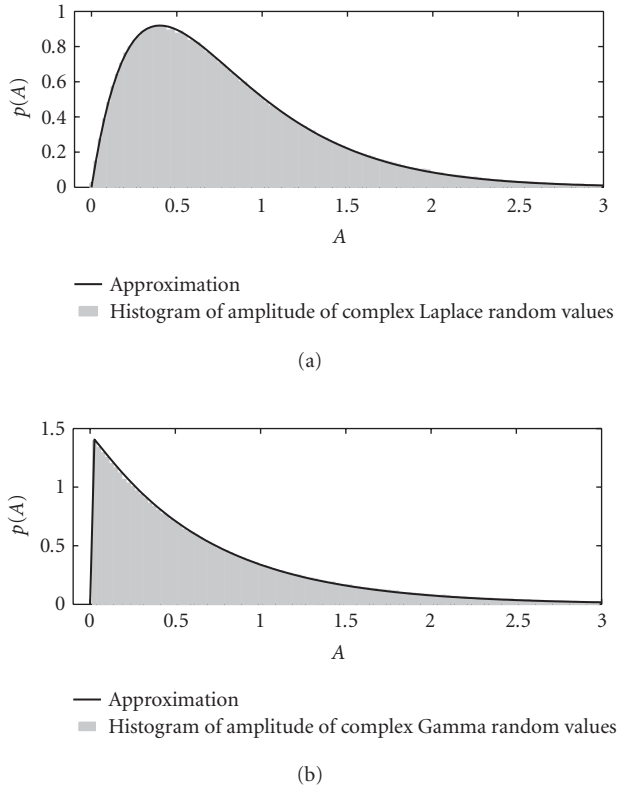 1
0.8
0.6
0.4
0.2
0
p(A)
0 0.5 1 1.5 2 2.5 3
A
Approximation
Histogram of amplitude of complex Laplace random values
(a)
1.5
1
0.5
0
p(A)
0 0.5 1 1.5 2 2.5 3
A
Approximation
Histogram of amplitude of complex Gamma random values
(b)